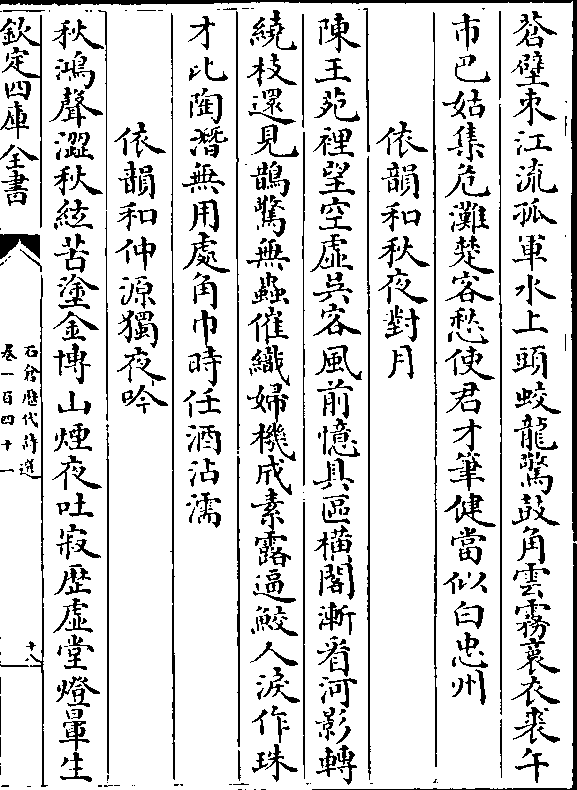 蒼壁束江流孤軍水上頭蛟龍驚鼓角雲霧裛衣裘午
市巴姑集危灘楚客愁使君才筆健當似白忠州
依韻和秋夜對月
陳王苑裡望空虛吳客風前憶具區構閣漸看河影轉
繞枝還見鵲驚無蟲催織婦機成素露逼鮫人淚作珠
才比陶潛無用處角巾時任酒沾濡
依韻和仲源獨夜吟
秋鴻聲澀秋絃苦塗金博山煙夜吐寂歷虛堂燈暈生
欽定四庫全書
石倉歷代詩選
卷一百四十一
十八